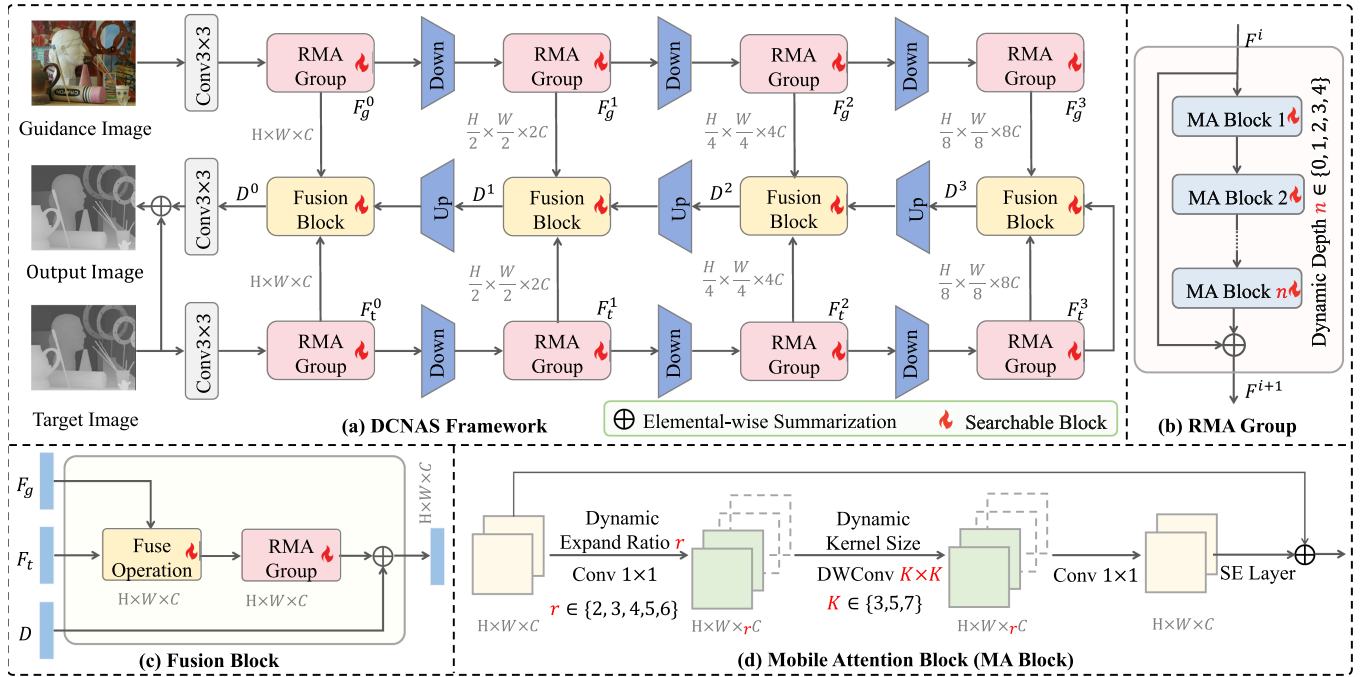 Guidance Image
Conv3×3
RMA Group
Down
RMA Group
Down
RMA Group
Down
RMA Group
F_g^0
F_g^1
F_g^2
F_g^3
H×W×C
H/2 × W/2 × 2C
H/4 × W/4 × 4C
H/8 × W/8 × 8C
Output Image
Conv3×3
D^0
Fusion Block
Up
D^1
Fusion Block
Up
D^2
Fusion Block
Up
D^3
Fusion Block
H×W×C
H/2 × W/2 × 2C
H/4 × W/4 × 4C
H/8 × W/8 × 8C
F_t^0
F_t^1
F_t^2
F_t^3
Target Image
Conv3×3
RMA Group
Down
RMA Group
Down
RMA Group
Down
RMA Group
(a) DCNAS Framework
⊕ Elemental-wise Summarization
Searchable Block
F^i
MA Block 1
MA Block 2
MA Block n
F^{i+1}
Dynamic Depth n ∈ {0, 1, 2, 3, 4}
(b) RMA Group
F_g
F_t
D
Fuse Operation
H×W×C
RMA Group
H×W×C
H×W×C
(c) Fusion Block
H×W×C
Dynamic
Expand Ratio r
Conv 1×1
r ∈ {2, 3, 4,5,6}
H×W×rC
Dynamic
Kernel Size
DWConv K×K
K ∈ {3,5,7}
H×W×rC
Conv 1×1
H×W×C
SE Layer
(d) Mobile Attention Block (MA Block)